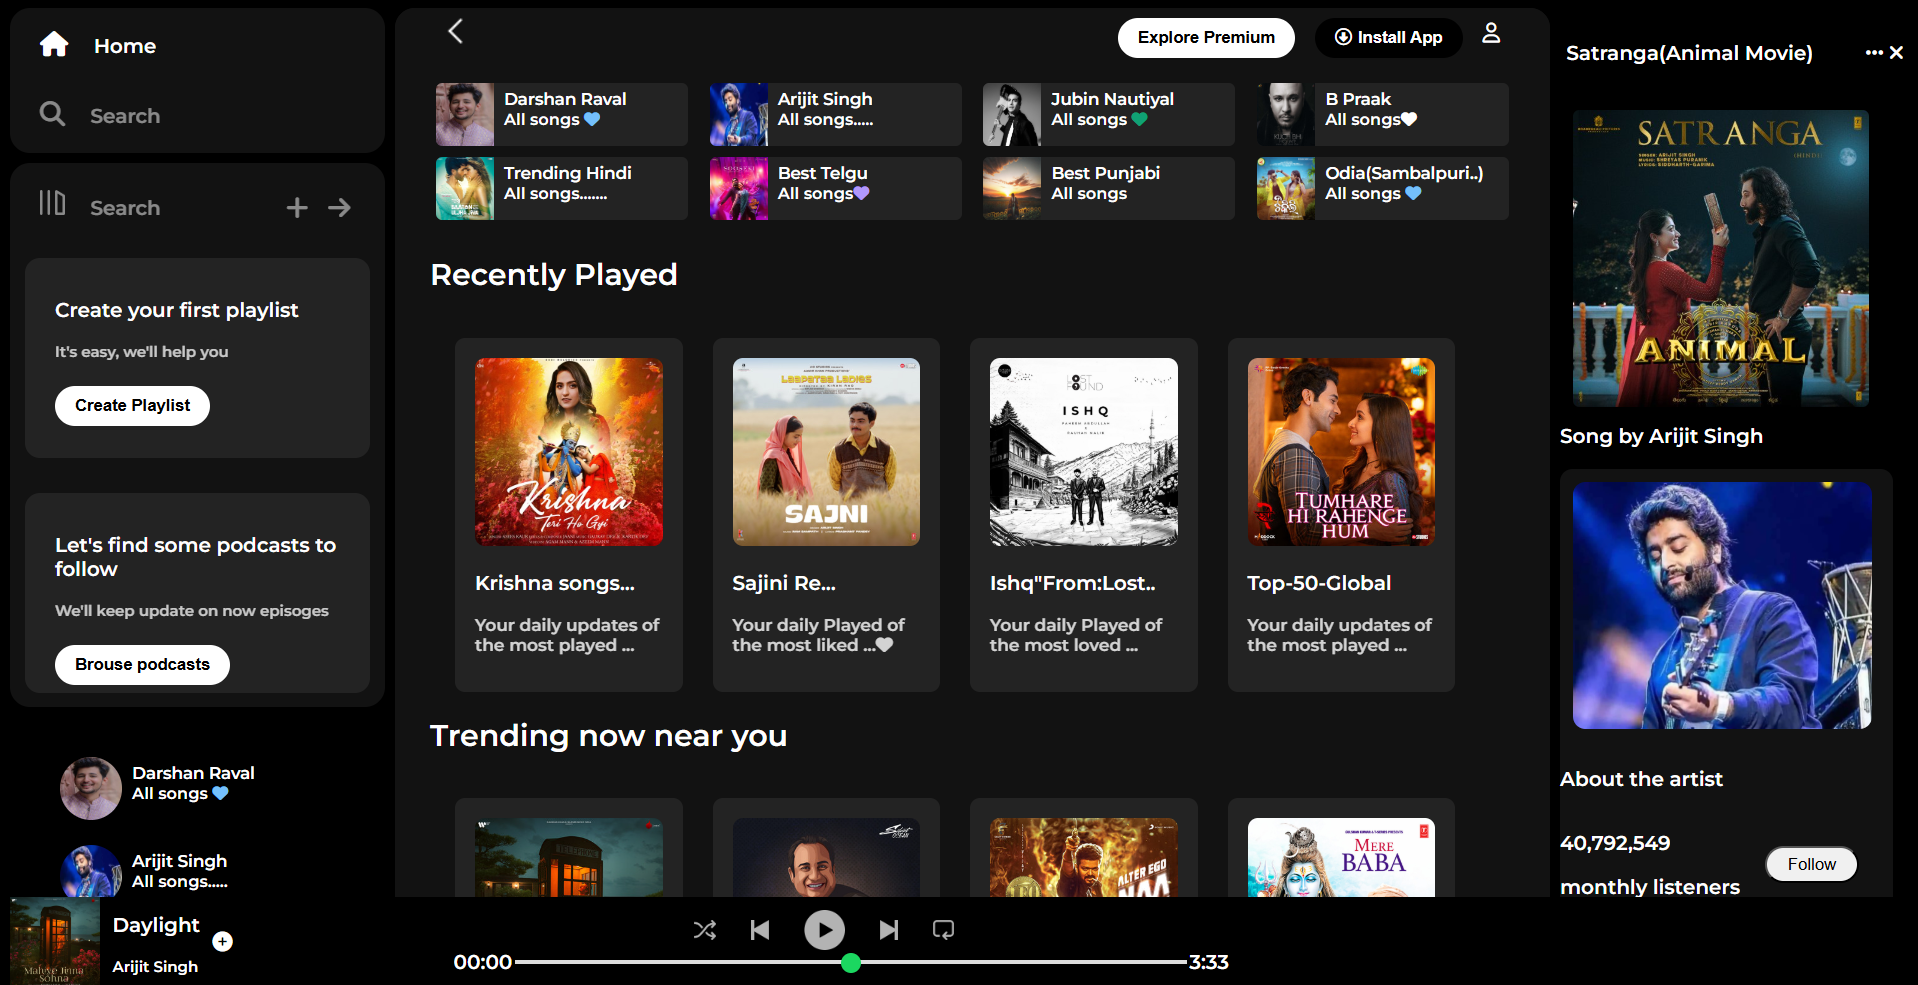 Home
Search
Search
Create your first playlist
It's easy, we'll help you
Create Playlist
Let's find some podcasts to
follow
We'll keep update on now episoges
Brouse podcasts
Darshan Raval
All songs
Arijit Singh
All songs.....
Explore Premium
Install App
Darshan Raval
All songs
Arijit Singh
All songs.....
Jubin Nautiyal
All songs
B Praak
All songs
Trending Hindi
All songs.......
Best Telgu
All songs
Best Punjabi
All songs
Odia(Sambalpuri..)
All songs
Recently Played
Krishna
Teri Ho Gyi
Krishna songs...
Your daily updates of
the most played ...
Laapataa Ladies
SAJNI
Sajini Re...
Your daily Played of
the most liked ...
LOST
FOUND
ISHQ
Ishq"From:Lost..
Your daily Played of
the most loved ...
TUMHARE
HI RAHENGE
HUM
Top-50-Global
Your daily updates of
the most played ...
Trending now near you
ALTER EGO
NAA
MERE
BABA
Satranga(Animal Movie)
SATRANGA
(HINDI)
ANIMAL
Song by Arijit Singh
About the artist
40,792,549
monthly listeners
Follow
Daylight
Arijit Singh
00:00
3:33